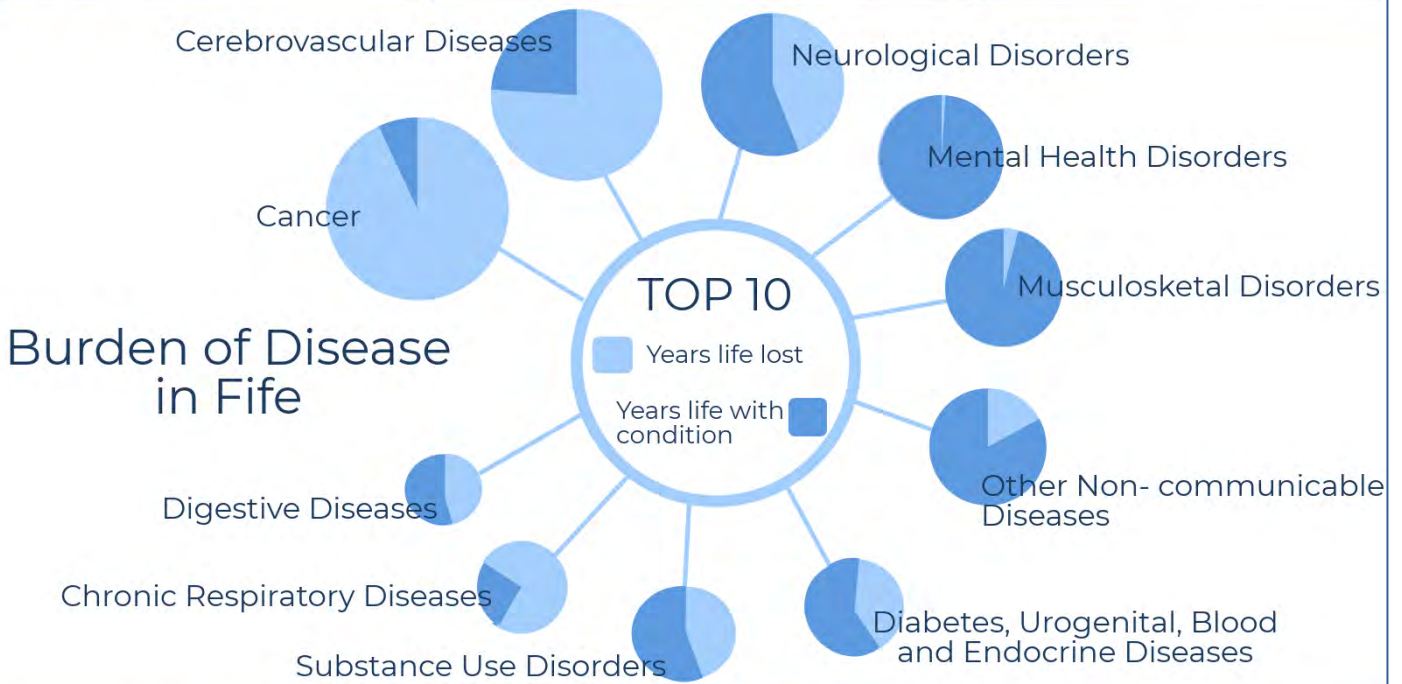 Cerebrovascular Diseases
Neurological Disorders
Mental Health Disorders
Cancer
Musculosketal Disorders
TOP 10
Years life lost
Years life with
condition
Burden of Disease
in Fife
Other Non- communicable
Diseases
Digestive Diseases
Chronic Respiratory Diseases
Diabetes, Urogenital, Blood
and Endocrine Diseases
Substance Use Disorders